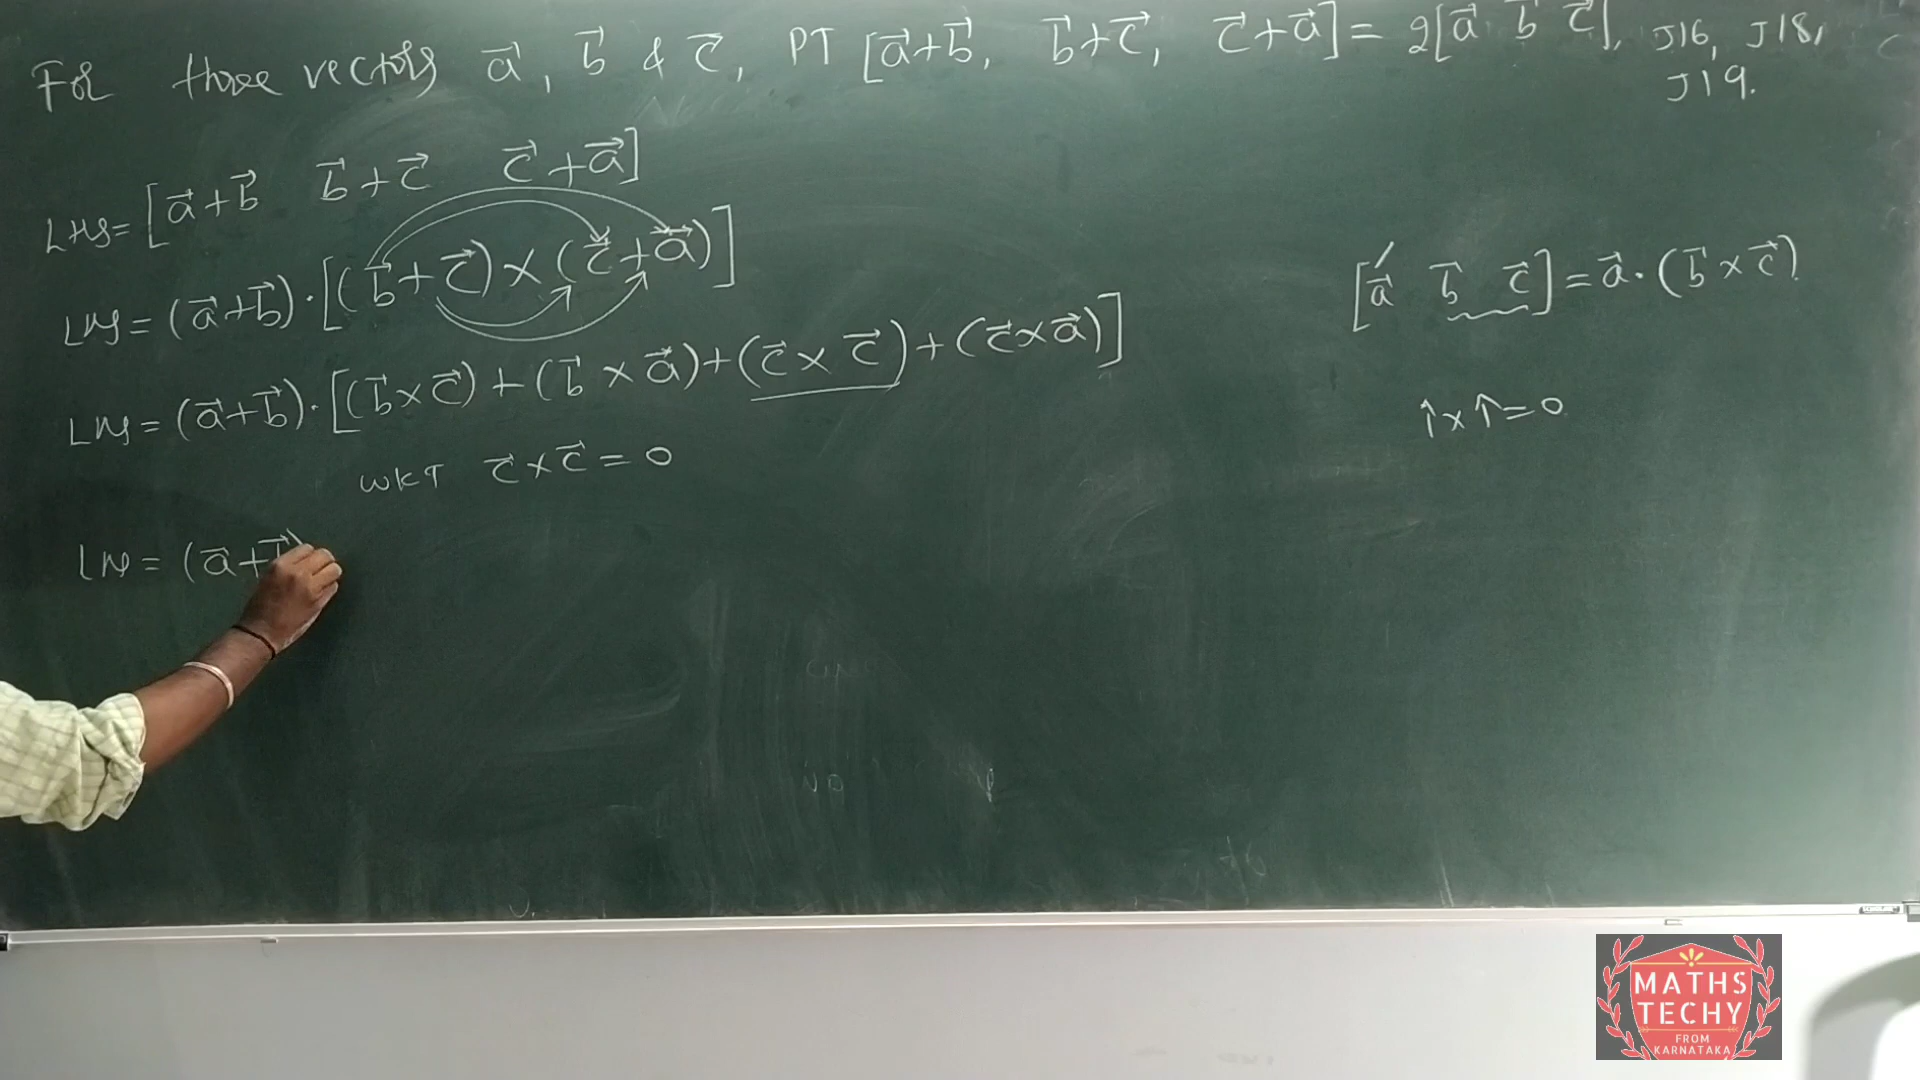 For three vectors a⃗, b⃗ & c⃗, PT [a⃗+b⃗, b⃗+c⃗, c⃗+a⃗] = 2[a⃗ b⃗ c⃗], J16, J18,
J19.
LHS = [a⃗+b⃗ b⃗+c⃗ c⃗+a⃗]
LHS = (a⃗+b⃗)·[(b⃗+c⃗)×(c⃗+a⃗)]
[a⃗ b⃗ c⃗] = a⃗·(b⃗×c⃗)
LHS = (a⃗+b⃗)·[(b⃗×c⃗)+(b⃗×a⃗)+(c⃗×c⃗)+(c⃗×a⃗)]
↑×↑=0
WKT c⃗×c⃗=0
LHS = (a⃗+
MATHS
TECHY
FROM
KARNATAKA